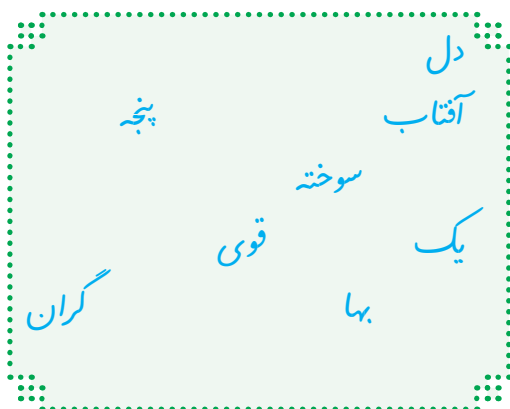 دل
آفتاب پنجه
سوخته
یک قوی
بها گران